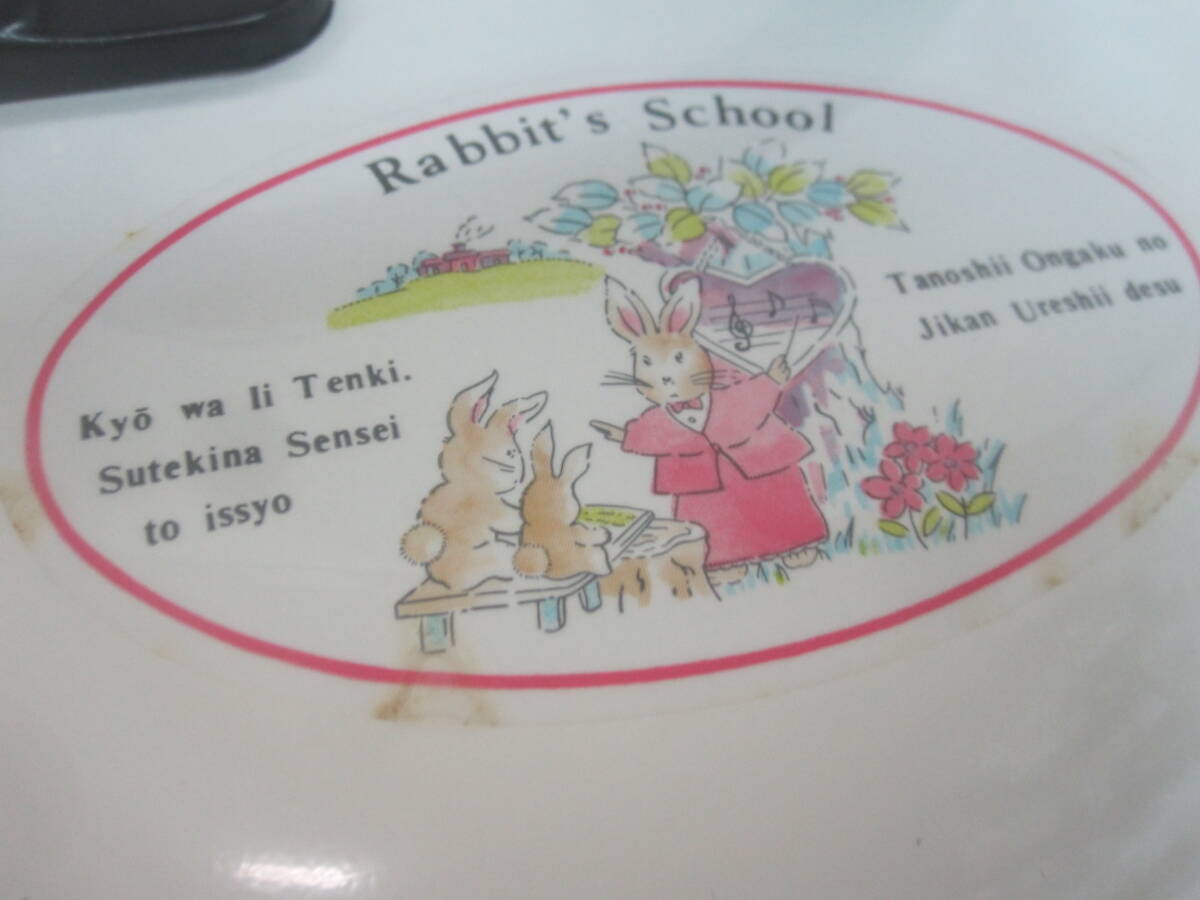 Rabbit's School
Kyō wa Ii Tenki.
Sutekina Sensei
to issyo
Tanoshii Ongaku no
Jikan Ureshii desu